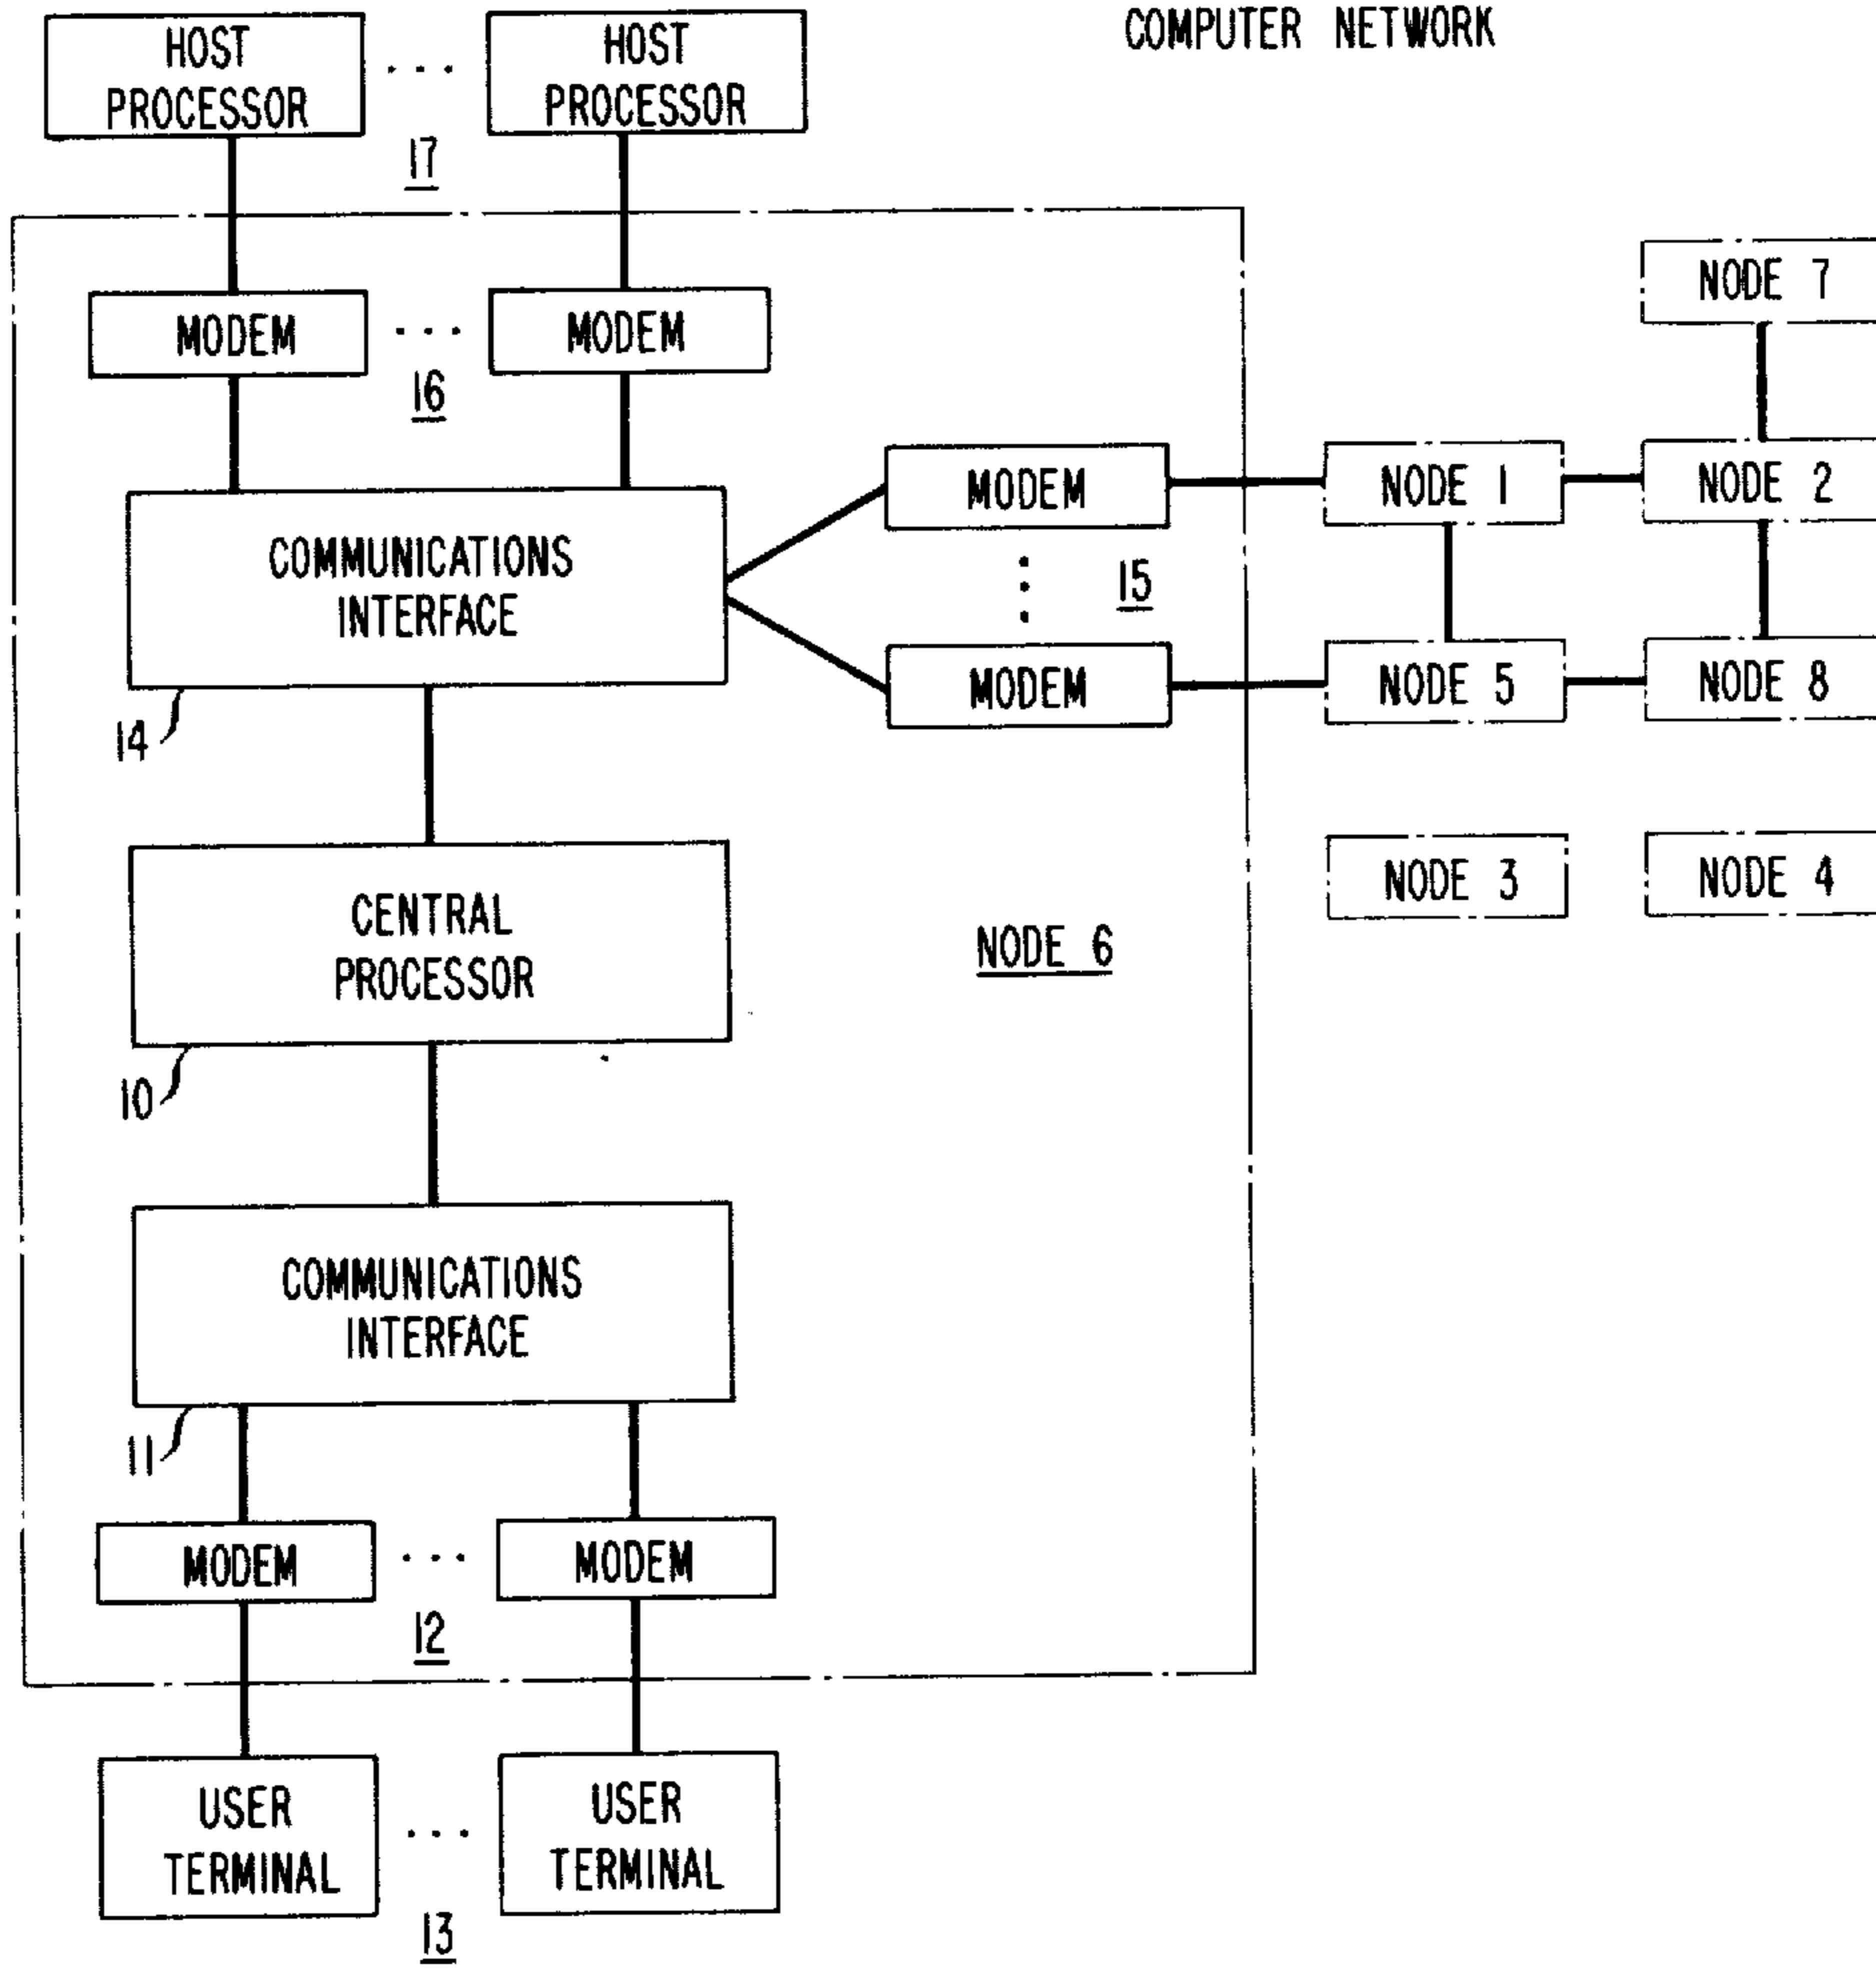 COMPUTER NETWORK
HOST
PROCESSOR
...
HOST
PROCESSOR
17
MODEM
...
MODEM
16
NODE 7
COMMUNICATIONS
INTERFACE
14
MODEM
15
MODEM
NODE 1
NODE 2
NODE 5
NODE 8
CENTRAL
PROCESSOR
10
NODE 6
NODE 3
NODE 4
COMMUNICATIONS
INTERFACE
11
MODEM
...
MODEM
12
USER
TERMINAL
...
USER
TERMINAL
13